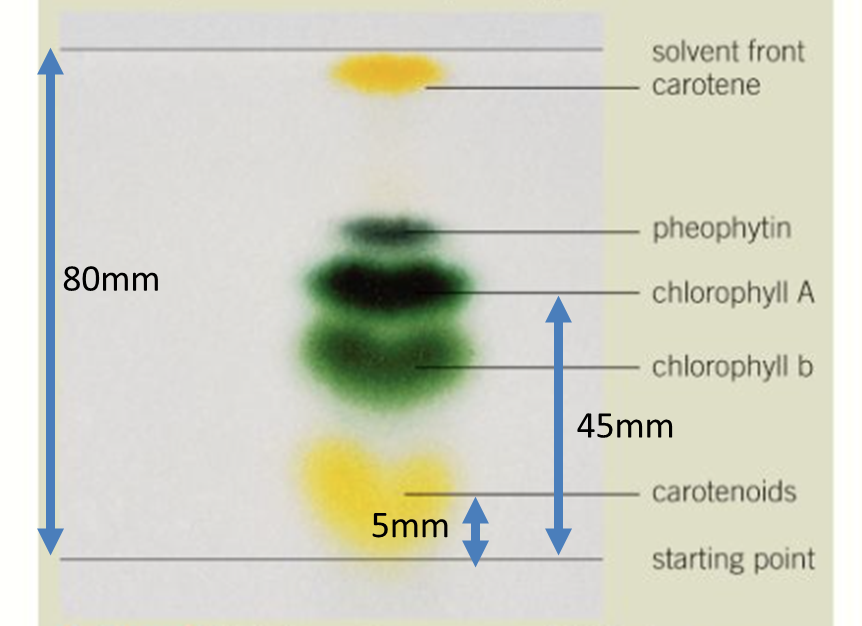 solvent front
carotene
pheophytin
80mm
chlorophyll A
chlorophyll b
45mm
carotenoids
5mm
starting point